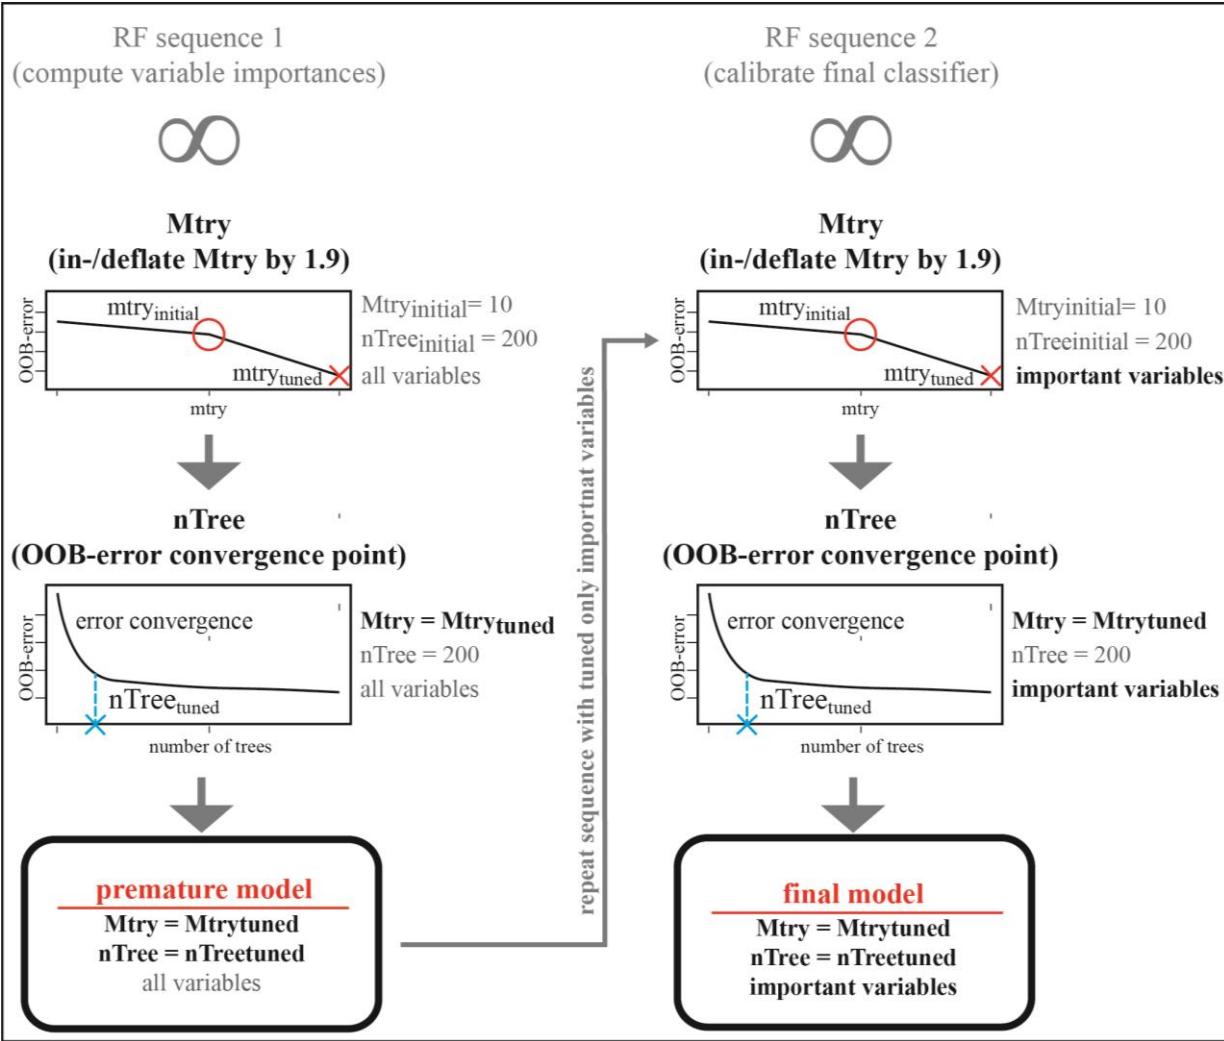 RF sequence 1
(compute variable importances)
∞
Mtry
(in-/deflate Mtry by 1.9)
OOB-error
mtryinitial
mtrytuned
mtry
Mtryinitial= 10
nTreeinitial = 200
all variables
nTree
(OOB-error convergence point)
OOB-error
error convergence
nTreetuned
number of trees
Mtry = Mtrytuned
nTree = 200
all variables
premature model
Mtry = Mtrytuned
nTree = nTreetuned
all variables
repeat sequence with tuned only importnat variables
RF sequence 2
(calibrate final classifier)
∞
Mtry
(in-/deflate Mtry by 1.9)
OOB-error
mtryinitial
mtrytuned
mtry
Mtryinitial= 10
nTreeinitial = 200
important variables
nTree
(OOB-error convergence point)
OOB-error
error convergence
nTreetuned
number of trees
Mtry = Mtrytuned
nTree = 200
important variables
final model
Mtry = Mtrytuned
nTree = nTreetuned
important variables